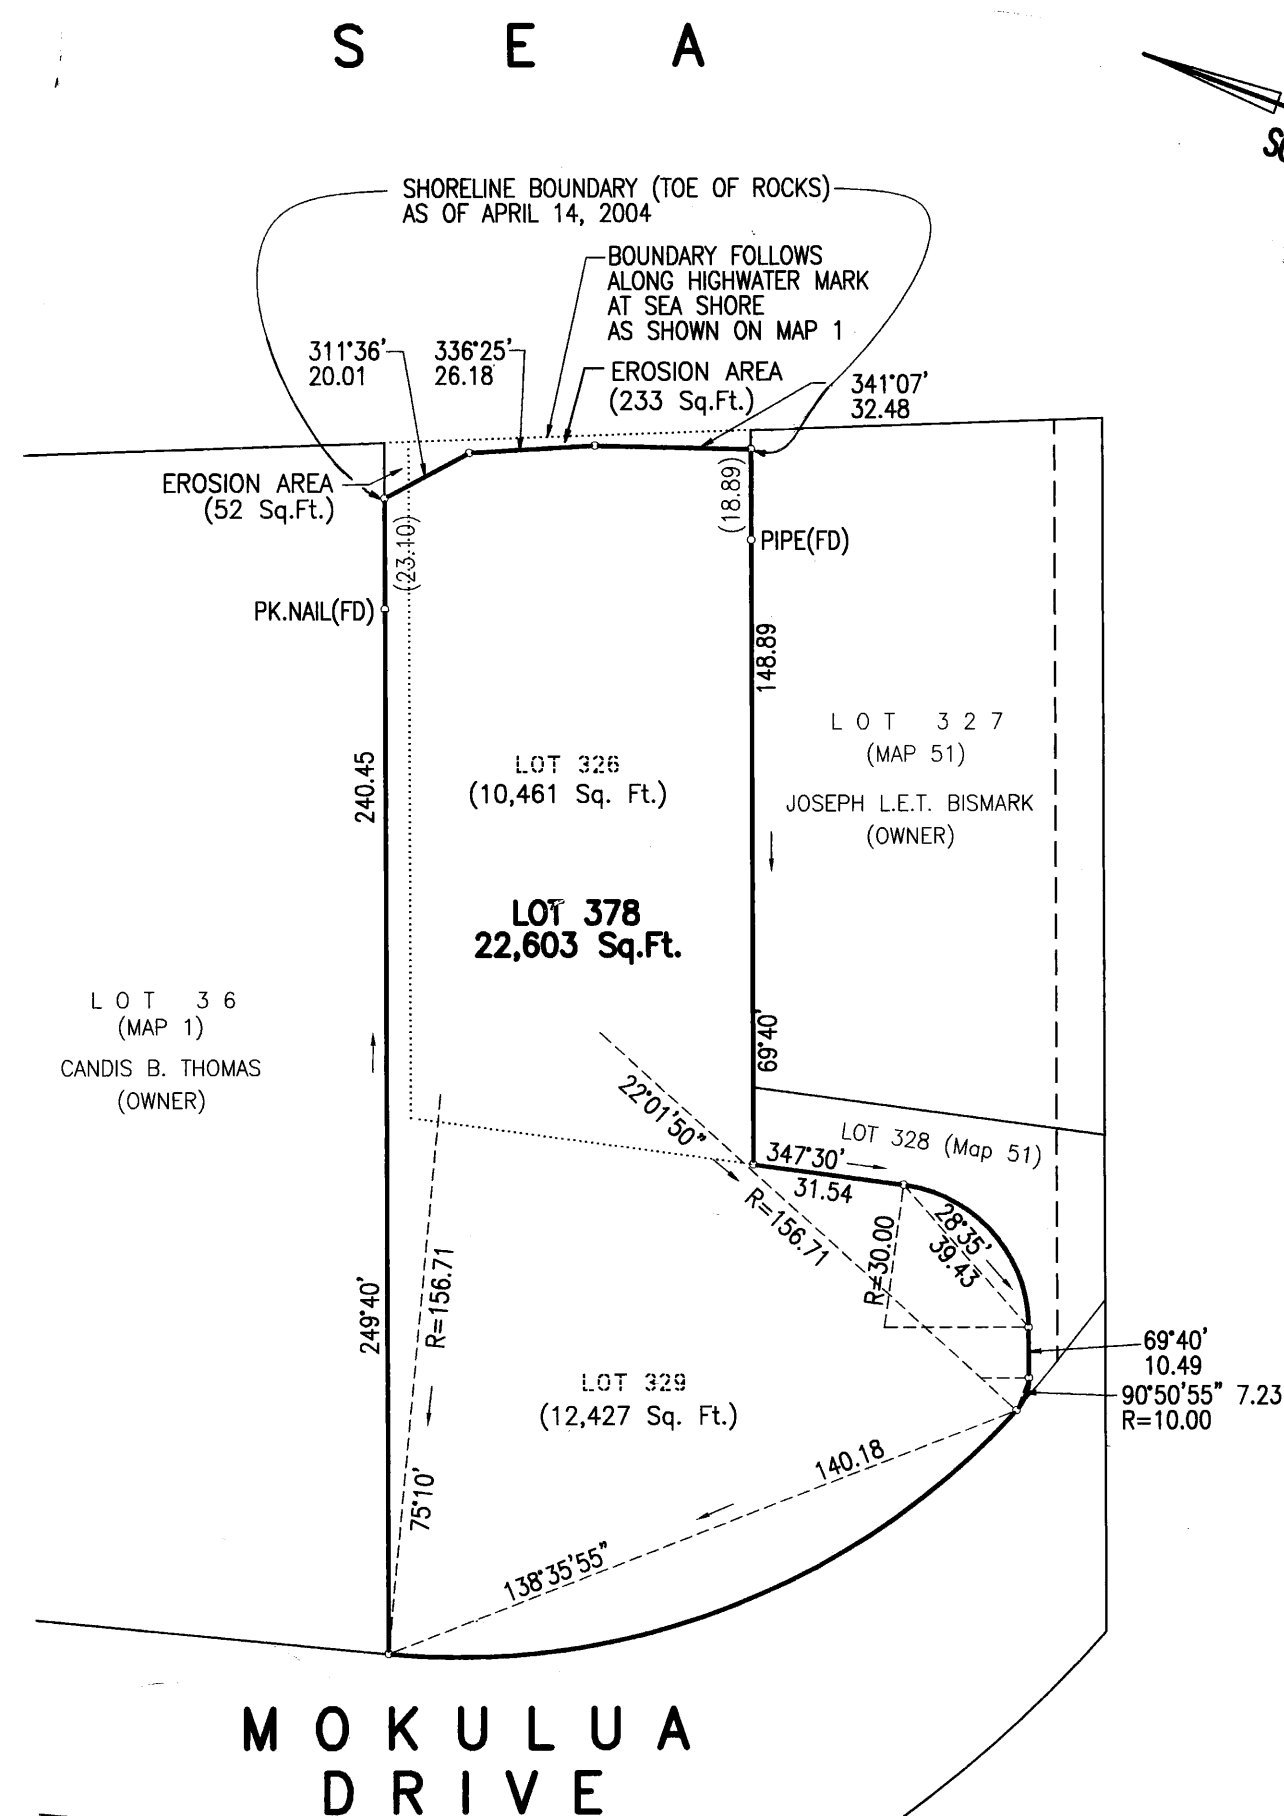 S E A
SHORELINE BOUNDARY (TOE OF ROCKS)
AS OF APRIL 14, 2004
BOUNDARY FOLLOWS
ALONG HIGHWATER MARK
AT SEA SHORE
AS SHOWN ON MAP 1
311°36'
20.01
336°25'
26.18
EROSION AREA
(233 Sq.Ft.)
341°07'
32.48
EROSION AREA
(52 Sq.Ft.)
(23.10)
(18.89)
PIPE(FD)
PK.NAIL(FD)
148.89
240.45
LOT 326
(10,461 Sq. Ft.)
LOT 327
(MAP 51)
JOSEPH L.E.T. BISMARK
(OWNER)
LOT 378
22,603 Sq.Ft.
LOT 36
(MAP 1)
CANDIS B. THOMAS
(OWNER)
69°40'
22°01'50"
R=156.71
LOT 328 (Map 51)
347°30'
31.54
R=30.00
28°35'
39.43
249°40'
R=156.71
75°10'
LOT 329
(12,427 Sq. Ft.)
69°40'
10.49
90°50'55" 7.23
R=10.00
140.18
138°35'55"
MOKULUA
DRIVE